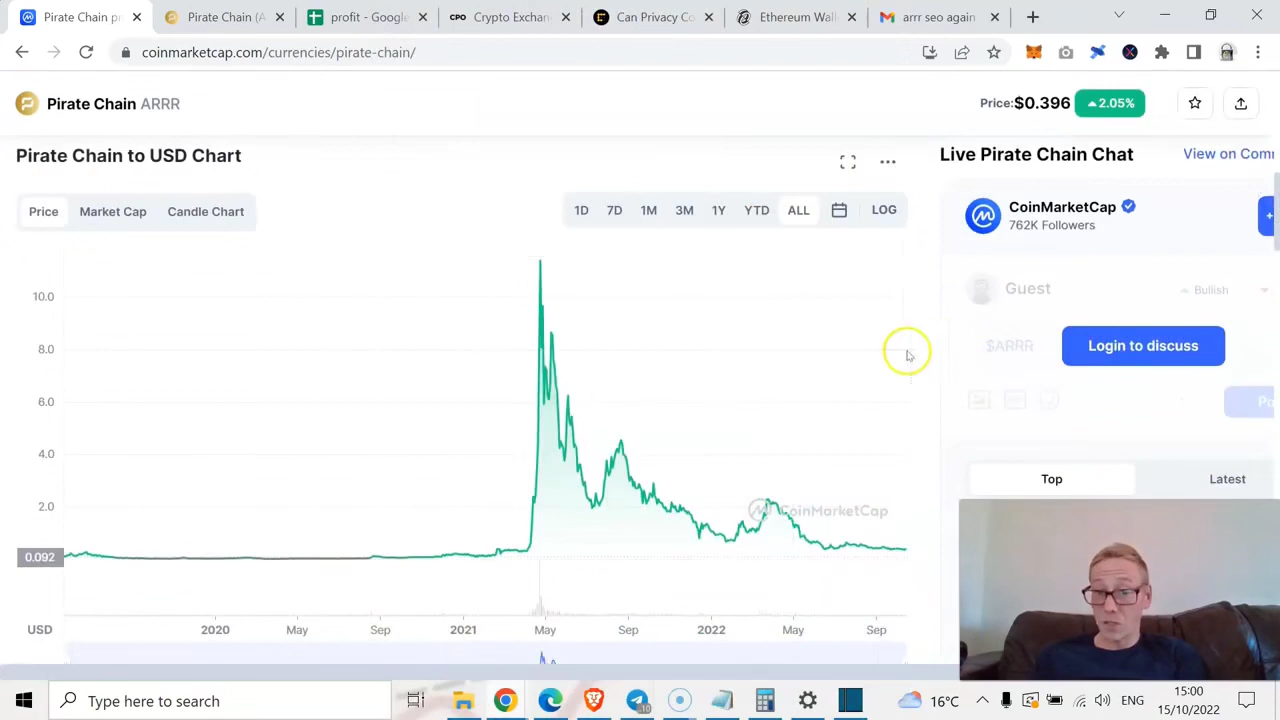 Pirate Chain pr
Pirate Chain (A
profit - Google
CPO
Crypto Exchan
Can Privacy Co
Ethereum Wal
arrr seo again
coinmarketcap.com/currencies/pirate-chain/
Pirate Chain ARRR
Price:$0.396
2.05%
Pirate Chain to USD Chart
Live Pirate Chain Chat
View on Comm
Price
Market Cap
Candle Chart
1D
7D
1M
3M
1Y
YTD
ALL
LOG
CoinMarketCap
762K Followers
Guest
Bullish
$ARRR
Login to discuss
Po
Top
Latest
10.0
8.0
6.0
4.0
2.0
0.092
CoinMarketCap
USD
2020
May
Sep
2021
May
Sep
2022
May
Sep
Type here to search
10
16°C
ENG
15:00
15/10/2022